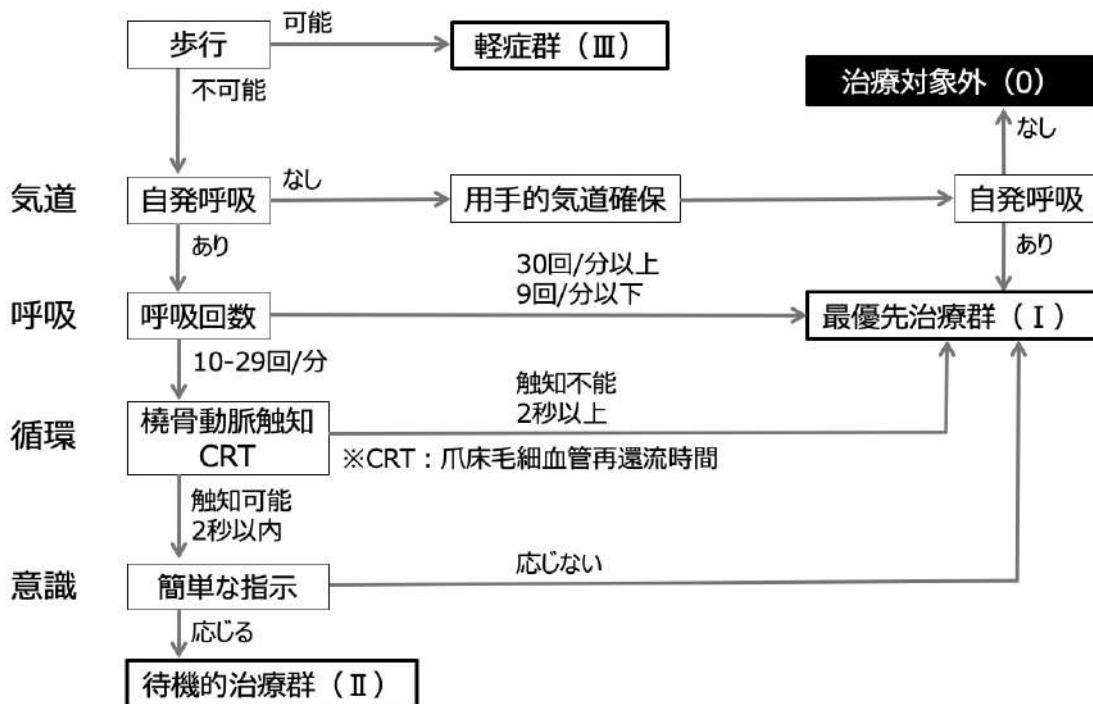 歩行
可能
軽症群（Ⅲ）
不可能
治療対象外（0）
なし
気道
自発呼吸
なし
用手的気道確保
自発呼吸
あり
あり
30回/分以上
9回/分以下
呼吸
呼吸回数
最優先治療群（Ⅰ）
10-29回/分
触知不能
2秒以上
循環
橈骨動脈触知
CRT
※CRT：爪床毛細血管再還流時間
触知可能
2秒以内
意識
簡単な指示
応じない
応じる
待機的治療群（Ⅱ）